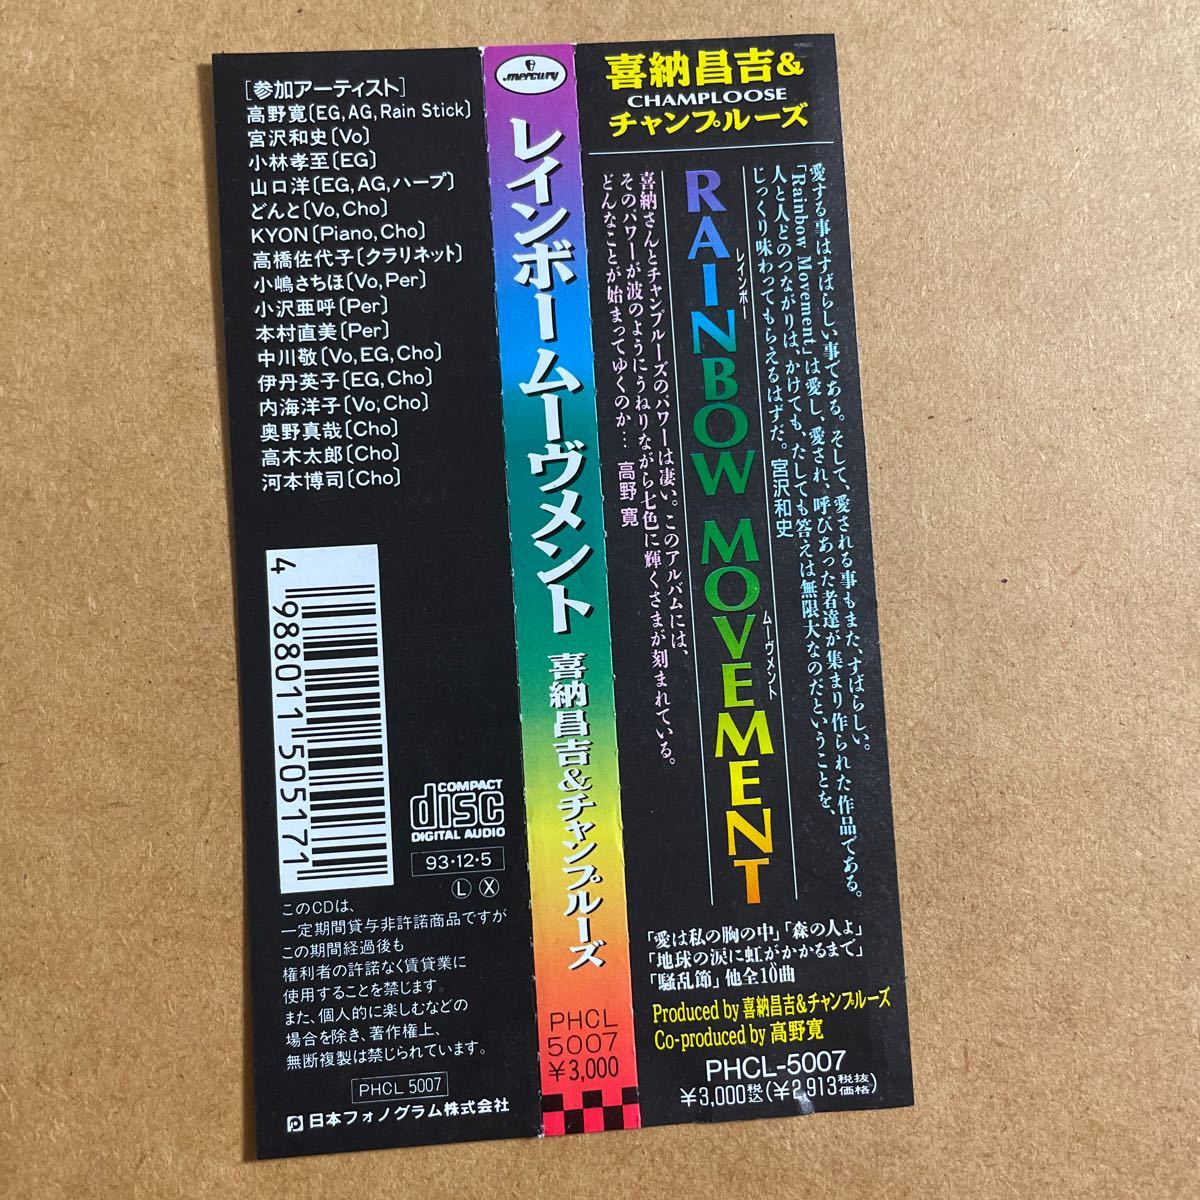 [参加アーティスト]
高野寛[EG, AG, Rain Stick]
宮沢和史[Vo]
小林孝至[EG]
山口洋[EG, AG, ハープ]
どんと[Vo, Cho]
KYON[Piano, Cho]
高橋佐代子[クラリネット]
小嶋さちほ[Vo, Per]
小沢亜呼[Per]
本村直美[Per]
中川敬[Vo, EG, Cho]
伊丹英子[EG, Cho]
内海洋子[Vo, Cho]
奥野真哉[Cho]
高木太郎[Cho]
河本博司[Cho]
4 988011 505171
COMPACT
disc
DIGITAL AUDIO
93・12・5
Ⓛ Ⓧ
このCDは、
一定期間貸与非許諾商品ですが
この期間経過後も
権利者の許諾なく賃貸業に
使用することを禁じます。
また、個人的に楽しむなどの
場合を除き、著作権上、
無断複製は禁じられています。
PHCL 5007
日本フォノグラム株式会社
mercury
レインボームーヴメント 喜納昌吉&チャンプルーズ
PHCL
5007
¥3,000
喜納昌吉&
CHAMPLOOSE
チャンプルーズ
愛する事はすばらしい事である。そして、愛される事もまた、すばらしい。
「Rainbow Movement」は愛し、愛され、呼びあった者達が集まり作られた作品である。
人と人とのつながりは、かけても、たしても答えは無限大なのだということを、
じっくり味わってもらえるはずだ。宮沢和史
RAINBOW MOVEMENT
レインボー ムーヴメント
喜納さんとチャンプルーズのパワーは凄い。このアルバムには、
そのパワーが波のようにうねりながら七色に輝くさまが刻まれている。
どんなことが始まってゆくのか… 高野 寛
「愛は私の胸の中」「森の人よ」
「地球の涙に虹がかかるまで」
「騒乱節」他全10曲
Produced by 喜納昌吉&チャンプルーズ
Co-produced by 高野寛
PHCL-5007
¥3,000税込(¥2,913税抜価格)